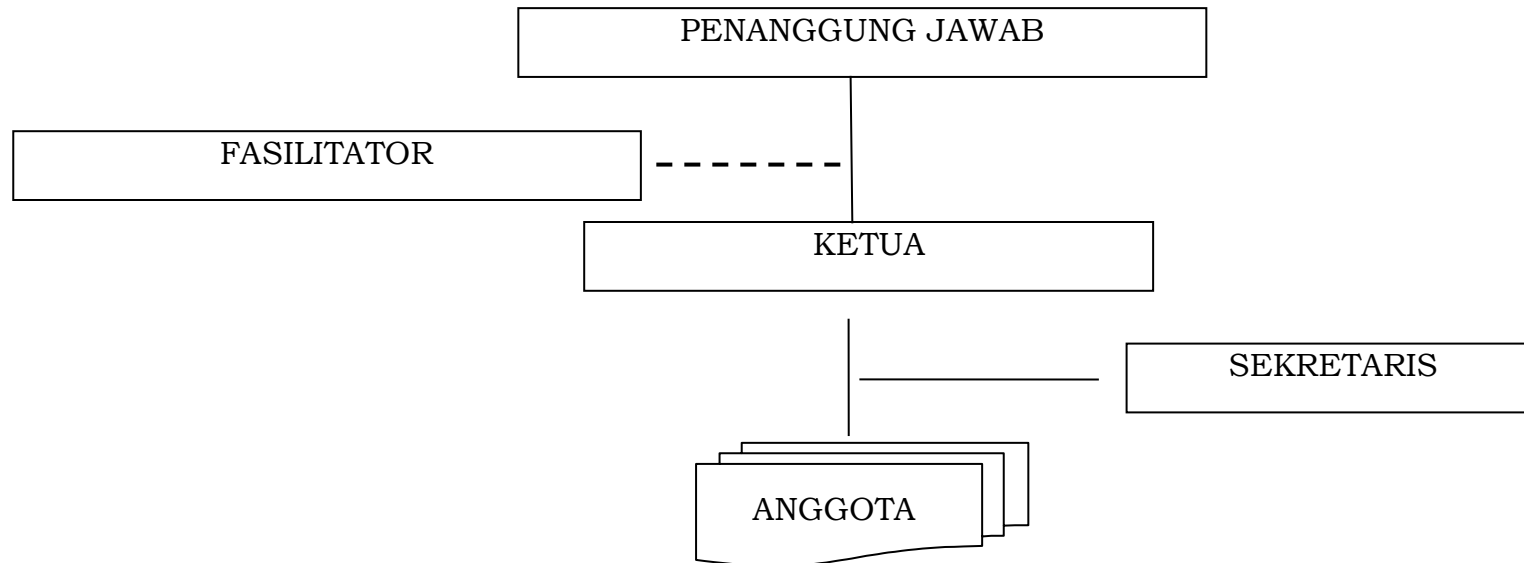 PENANGGUNG JAWAB
FASILITATOR
KETUA
SEKRETARIS
ANGGOTA